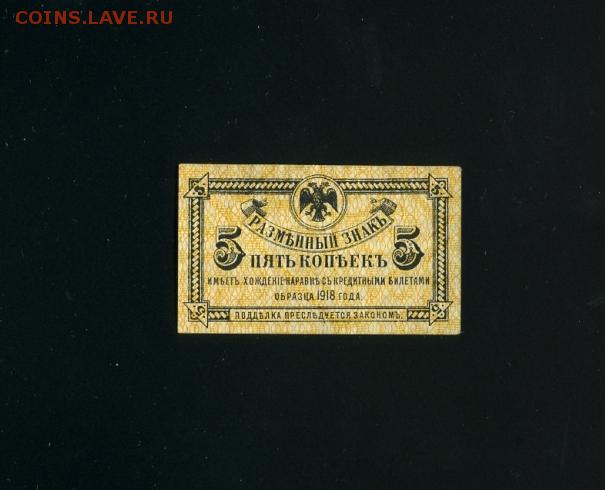 COINS.LAVE.RU
РАЗМѢННЫЙ ЗНАКЪ
5 ПЯТЬ КОПѢЕКЪ 5
ИМѢЕТЪ ХОЖДЕНІЕ НАРАВНѢ СЪ КРЕДИТНЫМИ БИЛЕТАМИ
ОБРАЗЦА 1918 ГОДА.
ПОДДѢЛКА ПРЕСЛѢДУЕТСЯ ЗАКОНОМЪ.